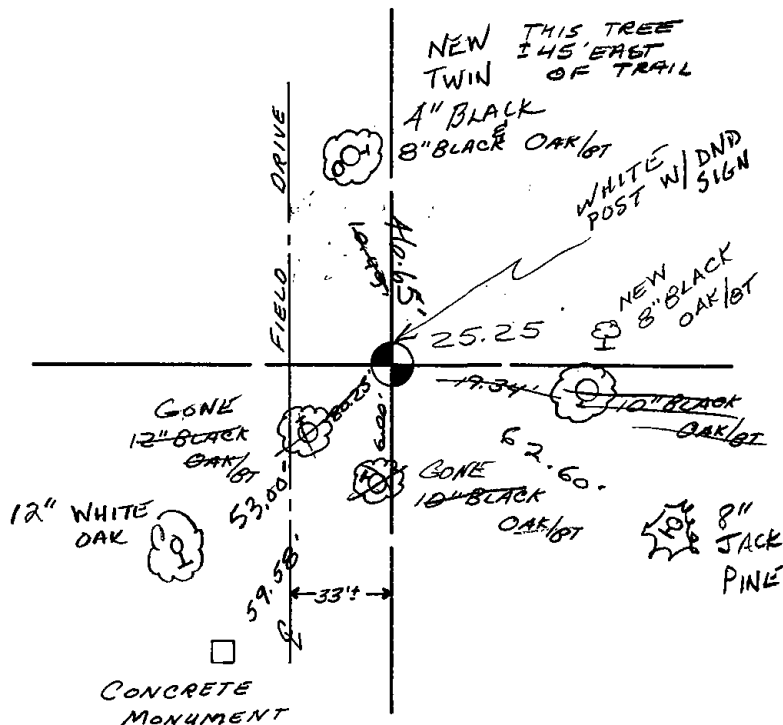 NEW THIS TREE
TWIN ±45' EAST
OF TRAIL
4" BLACK
&
8" BLACK OAK/BT
DRIVE
FIELD
WHITE
POST W/ DND
SIGN
40.65'
NEW
8" BLACK
OAK/BT
25.25
19.34'
10" BLACK
OAK/BT
GONE
12" BLACK
OAK/BT
80.25'
6.00'
GONE
10" BLACK
OAK/BT
62.60'
12" WHITE
OAK
53.00'
59.58'
8"
JACK
PINE
33'±
CONCRETE
MONUMENT